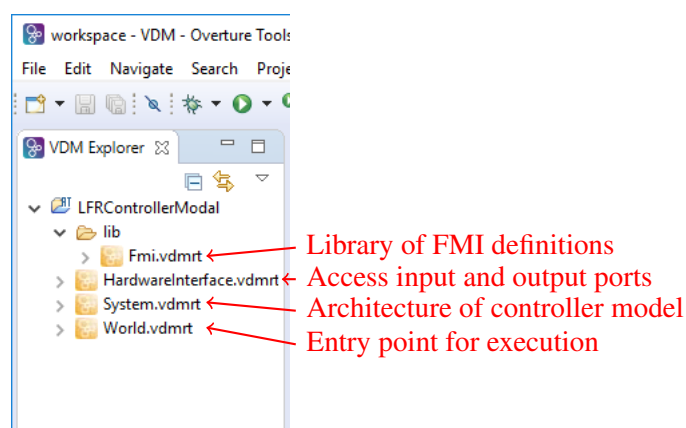 workspace - VDM - Overture Tools
File Edit Navigate Search Proje
VDM Explorer
LFRControllerModal
lib
Fmi.vdmrt
Library of FMI definitions
HardwareInterface.vdmrt
Access input and output ports
System.vdmrt
Architecture of controller model
World.vdmrt
Entry point for execution